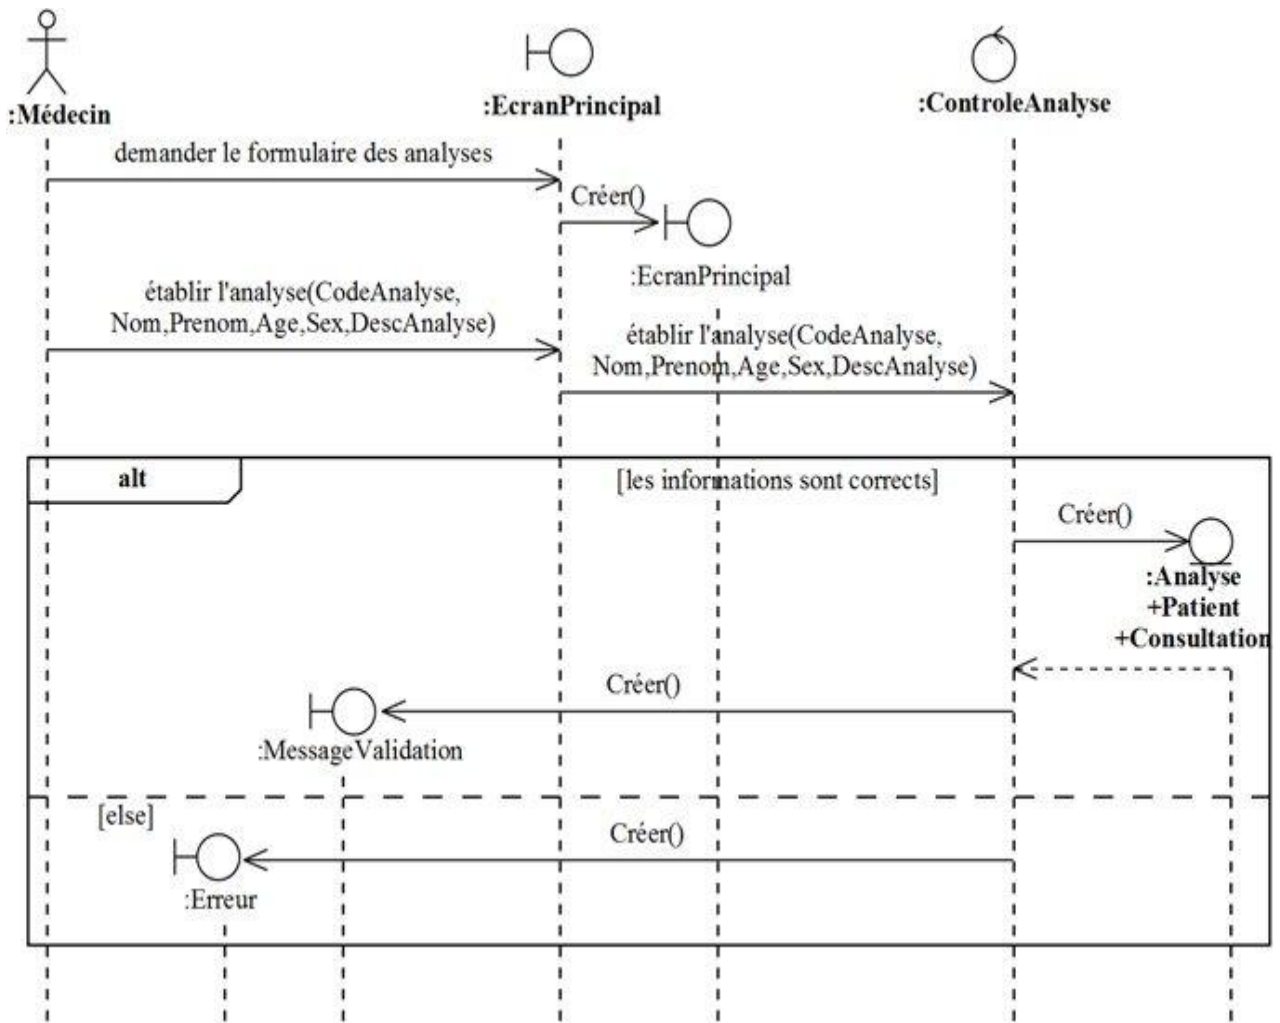 :Médecin
:EcranPrincipal
:ControleAnalyse
demander le formulaire des analyses
Créer()
:EcranPrincipal
établir l'analyse(CodeAnalyse,
Nom,Prenom,Age,Sex,DescAnalyse)
établir l'analyse(CodeAnalyse,
Nom,Prenom,Age,Sex,DescAnalyse)
alt
[les informations sont corrects]
Créer()
:Analyse
+Patient
+Consultation
Créer()
:MessageValidation
[else]
Créer()
:Erreur